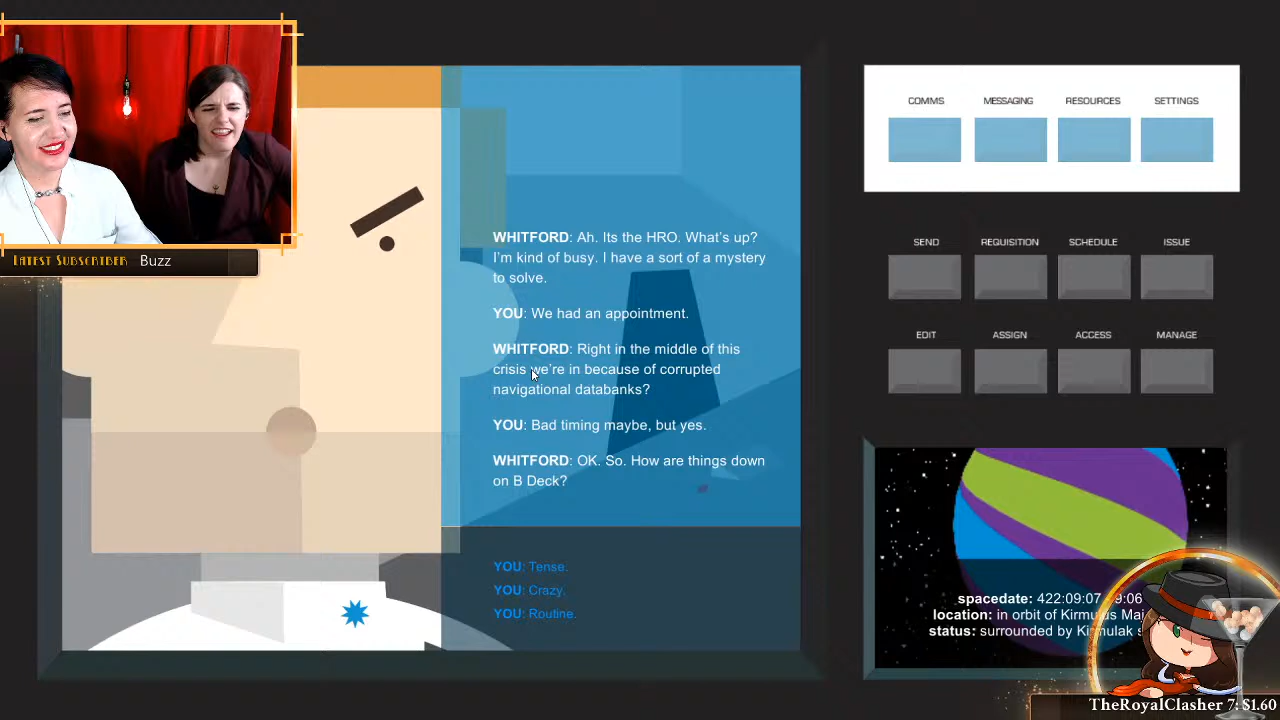 LATEST SUBSCRIBER Buzz
WHITFORD: Ah. Its the HRO. What's up?
I'm kind of busy. I have a sort of a mystery
to solve.
YOU: We had an appointment.
WHITFORD: Right in the middle of this
crisis we're in because of corrupted
navigational databanks?
YOU: Bad timing maybe, but yes.
WHITFORD: OK. So. How are things down
on B Deck?
YOU: Tense.
YOU: Crazy.
YOU: Routine.
COMMS MESSAGING RESOURCES SETTINGS
SEND REQUISITION SCHEDULE ISSUE
EDIT ASSIGN ACCESS MANAGE
spacedate: 422:09:07
location: in orbit of
status: surrounded by
TheRoyalClasher 7: $1.60